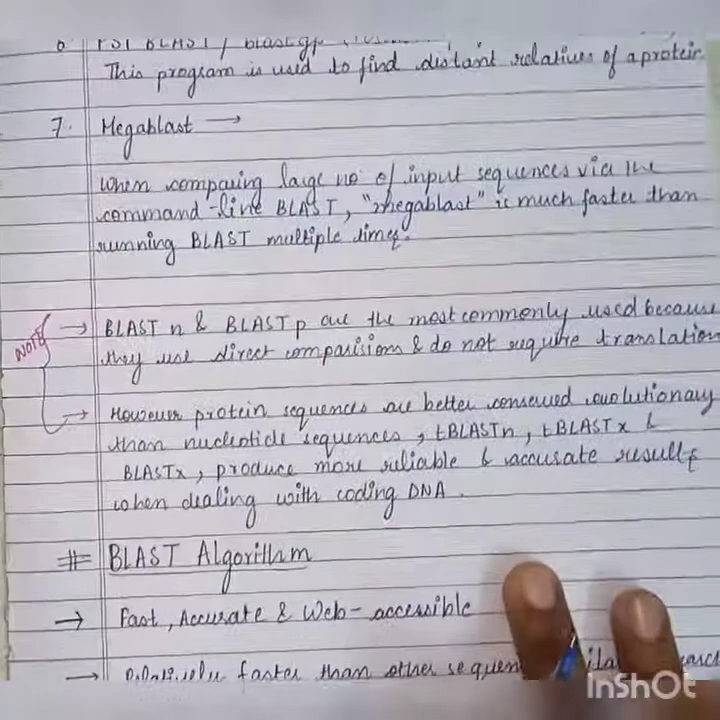 This program is used to find distant relatives of a protein
7. Megablast →
when comparing large no of input sequences via the
command-line BLAST, "megablast" is much faster than
running BLAST multiple times.
Note → BLAST n & BLAST p are the most commonly used because
they use direct comparisions & do not require translation
→ However protein sequences are better conserved evolutionary
than nucleotide sequences, tBLASTn, tBLASTx &
BLASTx, produce more reliable & accurate results
when dealing with coding DNA.
# BLAST Algorithm
→ Fast, Accurate & Web-accessible
→ faster than other
InShOt